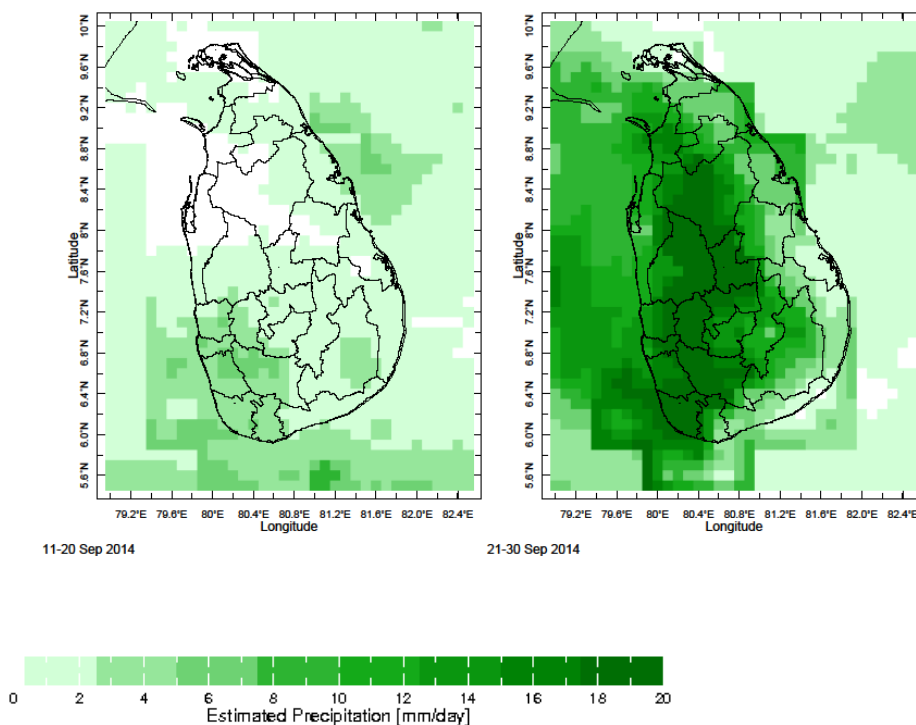 10°N
9.6°N
9.2°N
8.8°N
8.4°N
8°N
7.6°N
7.2°N
6.8°N
6.4°N
6.0°N
5.6°N
Latitude
79.2°E 79.6°E 80°E 80.4°E 80.8°E 81.2°E 81.6°E 82.0°E 82.4°E
Longitude
11-20 Sep 2014
10°N
9.6°N
9.2°N
8.8°N
8.4°N
8°N
7.6°N
7.2°N
6.8°N
6.4°N
6.0°N
5.6°N
Latitude
79.2°E 79.6°E 80°E 80.4°E 80.8°E 81.2°E 81.6°E 82.0°E 82.4°E
Longitude
21-30 Sep 2014
0 2 4 6 8 10 12 14 16 18 20
Estimated Precipitation [mm/day]